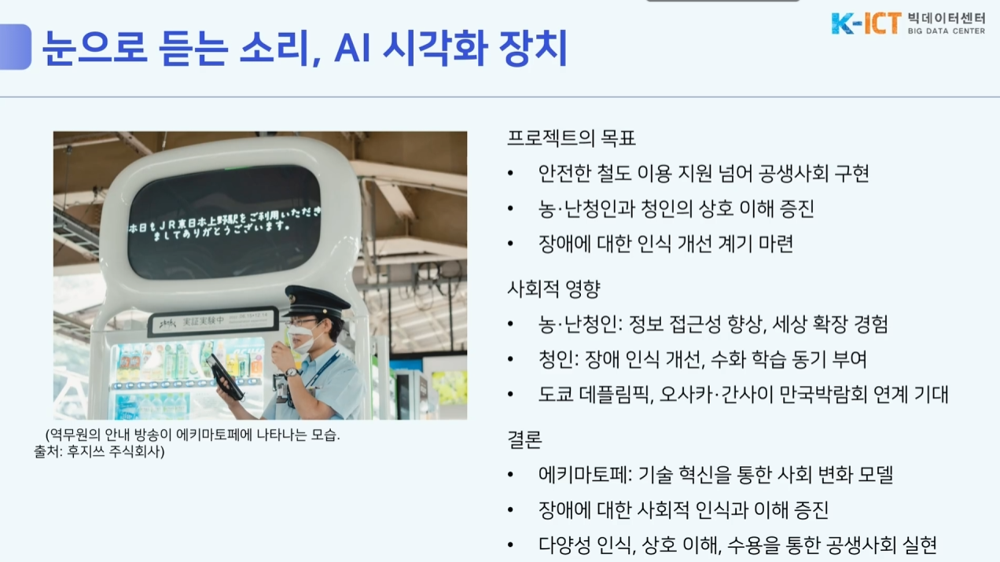 눈으로 듣는 소리, AI 시각화 장치
K-ICT 빅데이터센터
BIG DATA CENTER
本日もJR東日本上野駅をご利用いただき
ましてありがとうございます。
実証実験中
(역무원의 안내 방송이 에키마토페에 나타나는 모습.
출처: 후지쓰 주식회사)
프로젝트의 목표
• 안전한 철도 이용 지원 넘어 공생사회 구현
• 농·난청인과 청인의 상호 이해 증진
• 장애에 대한 인식 개선 계기 마련
사회적 영향
• 농·난청인: 정보 접근성 향상, 세상 확장 경험
• 청인: 장애 인식 개선, 수화 학습 동기 부여
• 도쿄 데플림픽, 오사카·간사이 만국박람회 연계 기대
결론
• 에키마토페: 기술 혁신을 통한 사회 변화 모델
• 장애에 대한 사회적 인식과 이해 증진
• 다양성 인식, 상호 이해, 수용을 통한 공생사회 실현